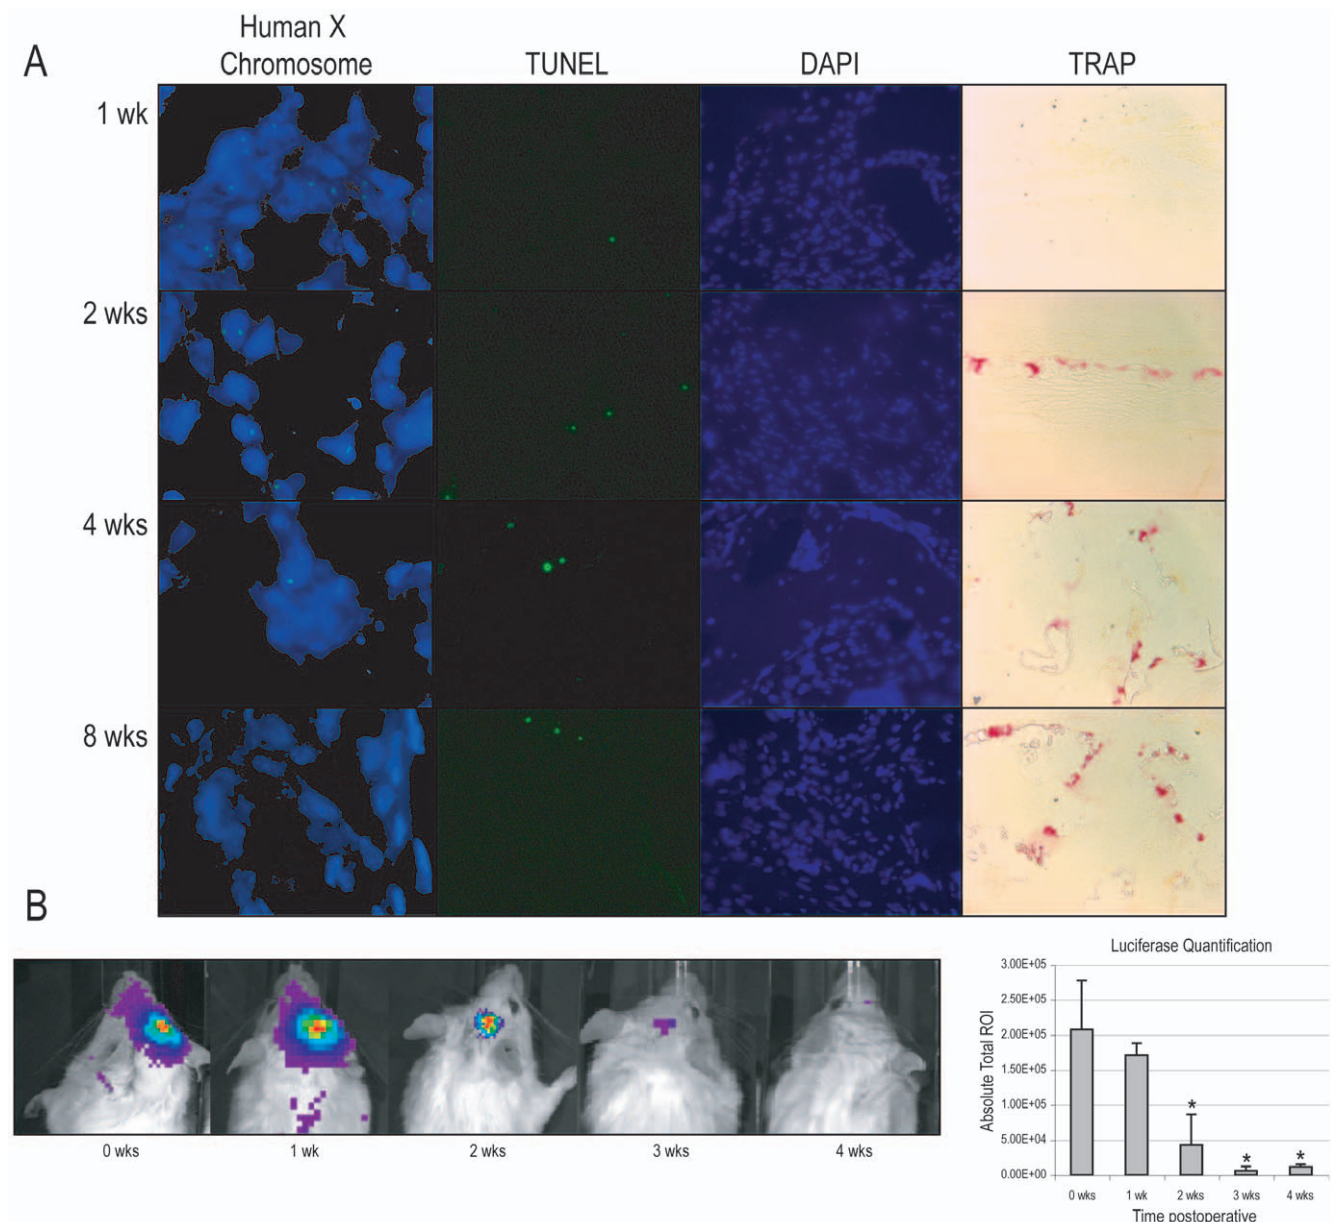 A
Human X
Chromosome
TUNEL
DAPI
TRAP
1 wk
2 wks
4 wks
8 wks
B
0 wks
1 wk
2 wks
3 wks
4 wks
Luciferase Quantification
Absolute Total ROI
3.00E+05
2.50E+05
2.00E+05
1.50E+05
1.00E+05
5.00E+04
0.00E+00
*
*
*
0 wks
1 wk
2 wks
3 wks
4 wks
Time postoperative